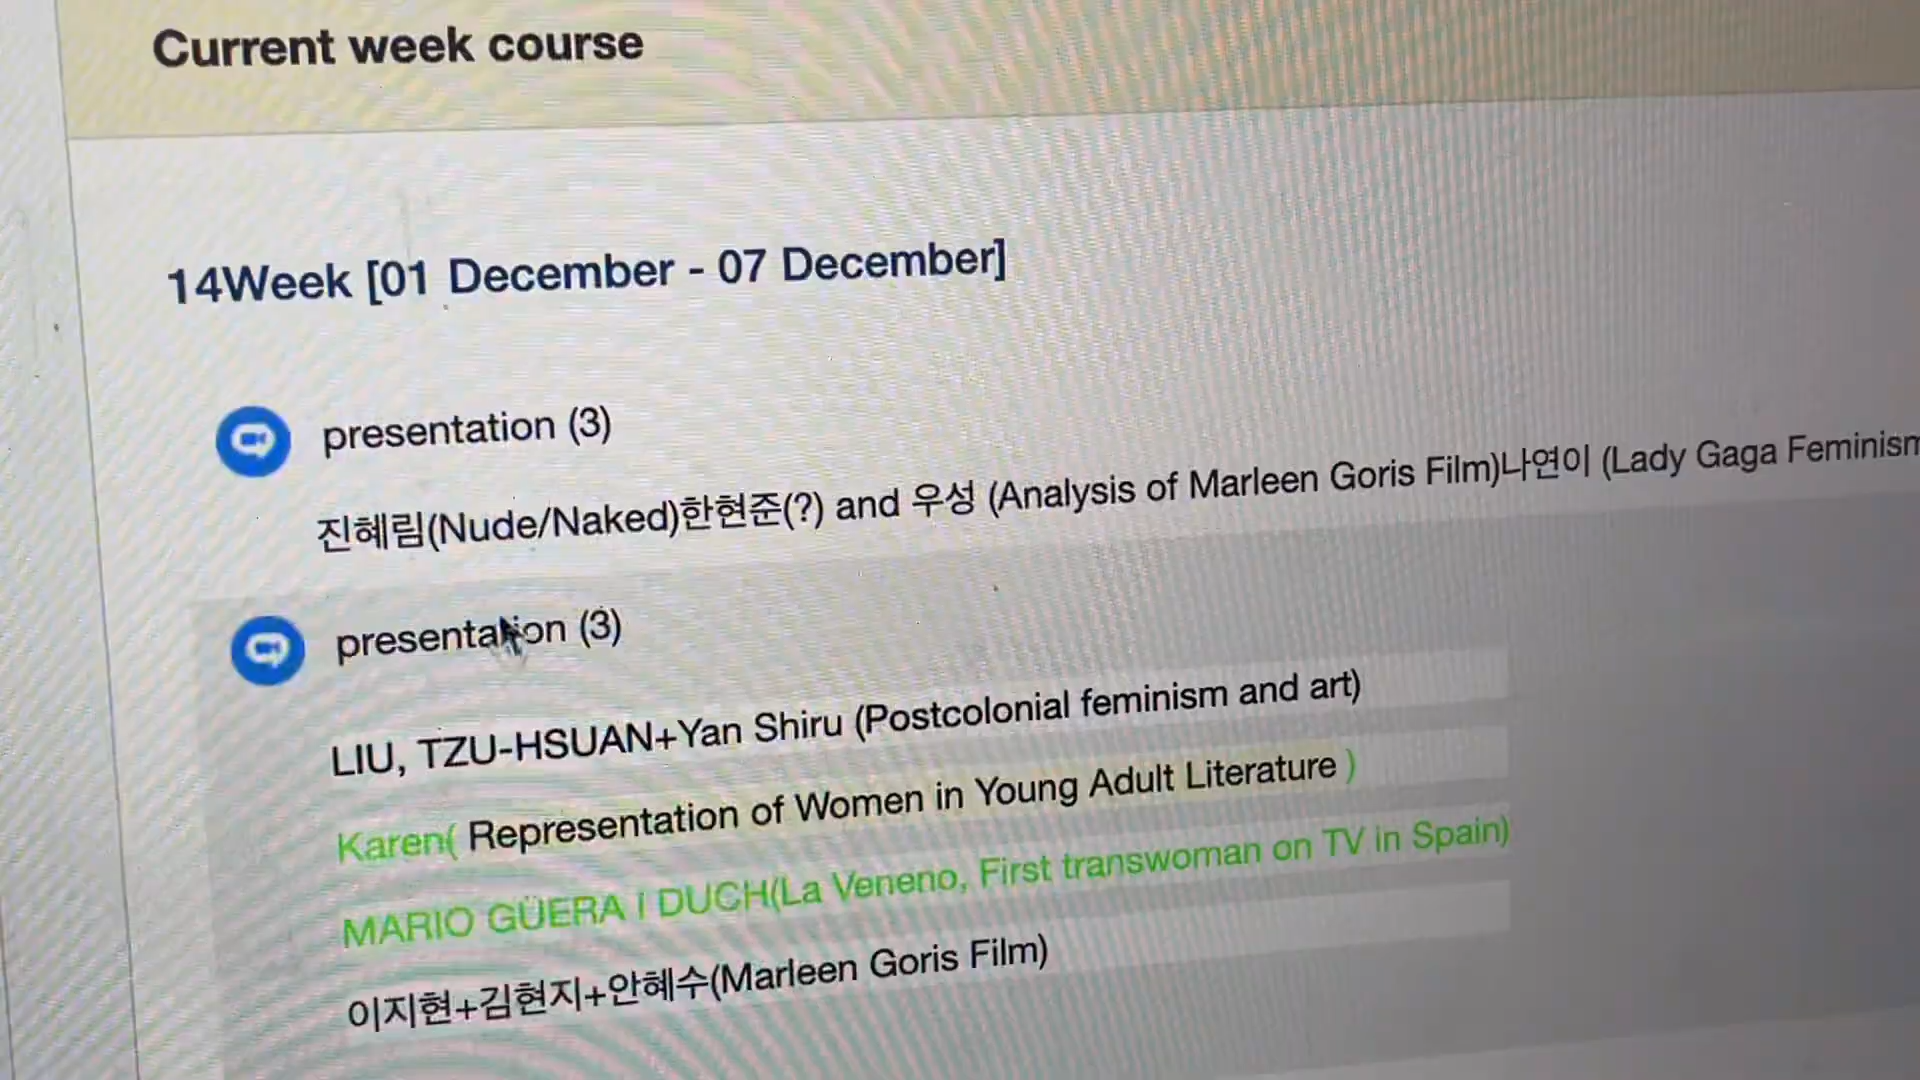 Current week course
14Week [01 December - 07 December]
presentation (3)
진혜림(Nude/Naked)한현준(?) and 우성 (Analysis of Marleen Goris Film)나연이 (Lady Gaga Feminism
presentation (3)
LIU, TZU-HSUAN+Yan Shiru (Postcolonial feminism and art)
Karen( Representation of Women in Young Adult Literature )
MARIO GÜERA I DUCH(La Veneno, First transwoman on TV in Spain)
이지현+김현지+안혜수(Marleen Goris Film)